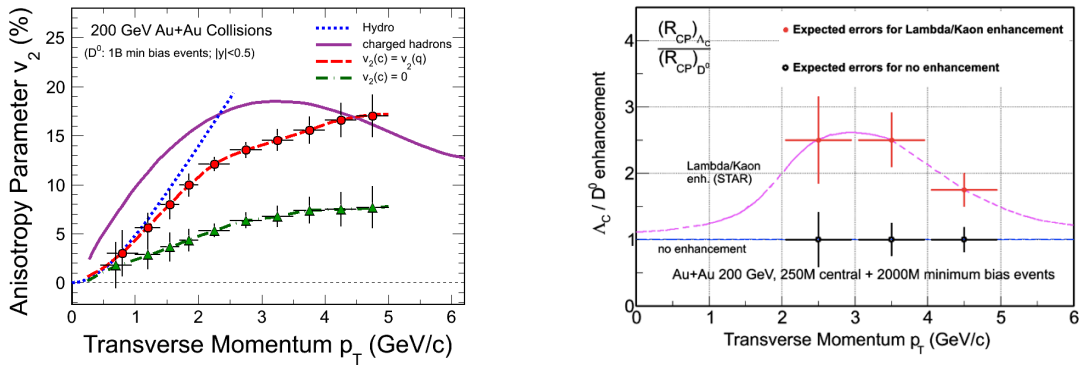 200 GeV Au+Au Collisions
(D⁰: 1B min bias events; |y|<0.5)
Hydro
charged hadrons
v₂(c) = v₂(q)
v₂(c) = 0
Anisotropy Parameter v₂ (%)
25
20
15
10
5
0
0 1 2 3 4 5 6
Transverse Momentum p_T (GeV/c)
(R_CP)_Λ_C
(R_CP)_D⁰
Expected errors for Lambda/Kaon enhancement
Expected errors for no enhancement
Λ_C / D⁰ enhancement
4
3
2
1
0
Lambda/Kaon
enh. (STAR)
no enhancement
Au+Au 200 GeV, 250M central + 2000M minimum bias events
0 1 2 3 4 5 6
Transverse Momentum p_T (GeV/c)